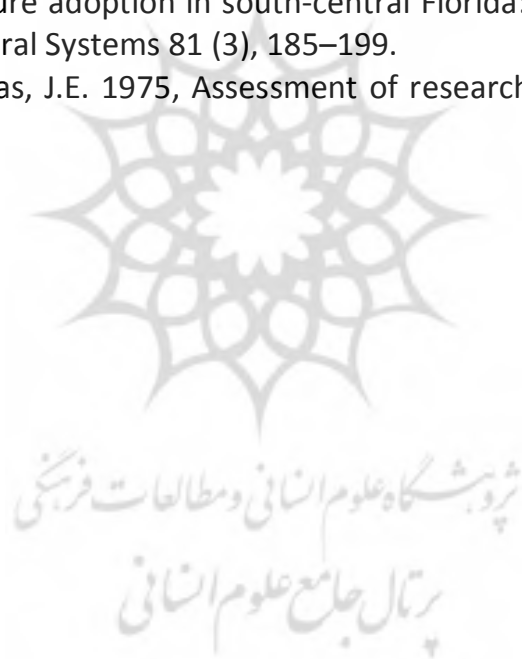 ure adoption in south-central Florida:
ral Systems 81 (3), 185–199.
as, J.E. 1975, Assessment of research
پژوهشگاه علوم انسانی و مطالعات فرهنگی
پرتال جامع علوم انسانی